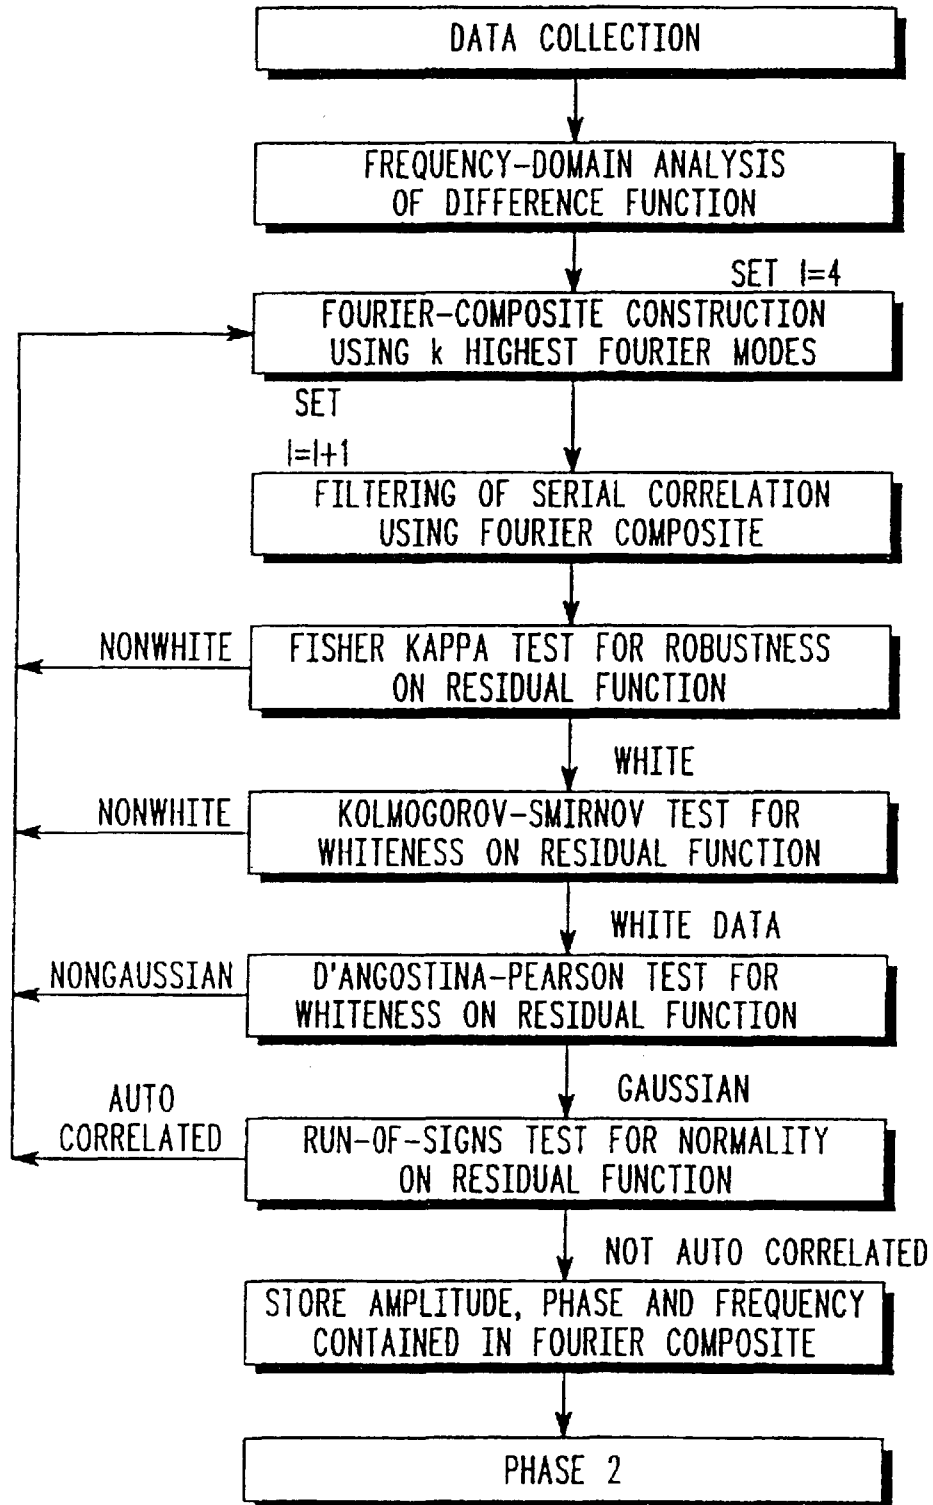 DATA COLLECTION
FREQUENCY-DOMAIN ANALYSIS
OF DIFFERENCE FUNCTION
SET I=4
FOURIER-COMPOSITE CONSTRUCTION
USING k HIGHEST FOURIER MODES
SET
I=I+1
FILTERING OF SERIAL CORRELATION
USING FOURIER COMPOSITE
NONWHITE
FISHER KAPPA TEST FOR ROBUSTNESS
ON RESIDUAL FUNCTION
WHITE
NONWHITE
KOLMOGOROV-SMIRNOV TEST FOR
WHITENESS ON RESIDUAL FUNCTION
WHITE DATA
NONGAUSSIAN
D'ANGOSTINA-PEARSON TEST FOR
WHITENESS ON RESIDUAL FUNCTION
GAUSSIAN
AUTO
CORRELATED
RUN-OF-SIGNS TEST FOR NORMALITY
ON RESIDUAL FUNCTION
NOT AUTO CORRELATED
STORE AMPLITUDE, PHASE AND FREQUENCY
CONTAINED IN FOURIER COMPOSITE
PHASE 2